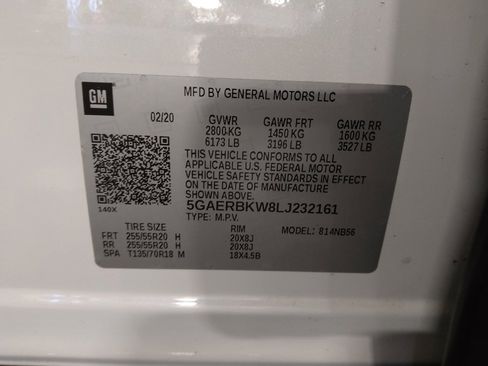 GM
MFD BY GENERAL MOTORS LLC
02/20 GVWR GAWR FRT GAWR RR
2800 KG 1450 KG 1600 KG
6173 LB 3196 LB 3527 LB
THIS VEHICLE CONFORMS TO ALL
APPLICABLE U.S. FEDERAL MOTOR
VEHICLE SAFETY STANDARDS IN EFFECT
ON THE DATE OF MANUFACTURE
SHOWN ABOVE.
140X 5GAERBKW8LJ232161
TYPE: M.P.V.
TIRE SIZE RIM MODEL: 814NB56
FRT 255/55R20 H 20X8J
RR 255/55R20 H 20X8J
SPA T135/70R18 M 18X4.5B